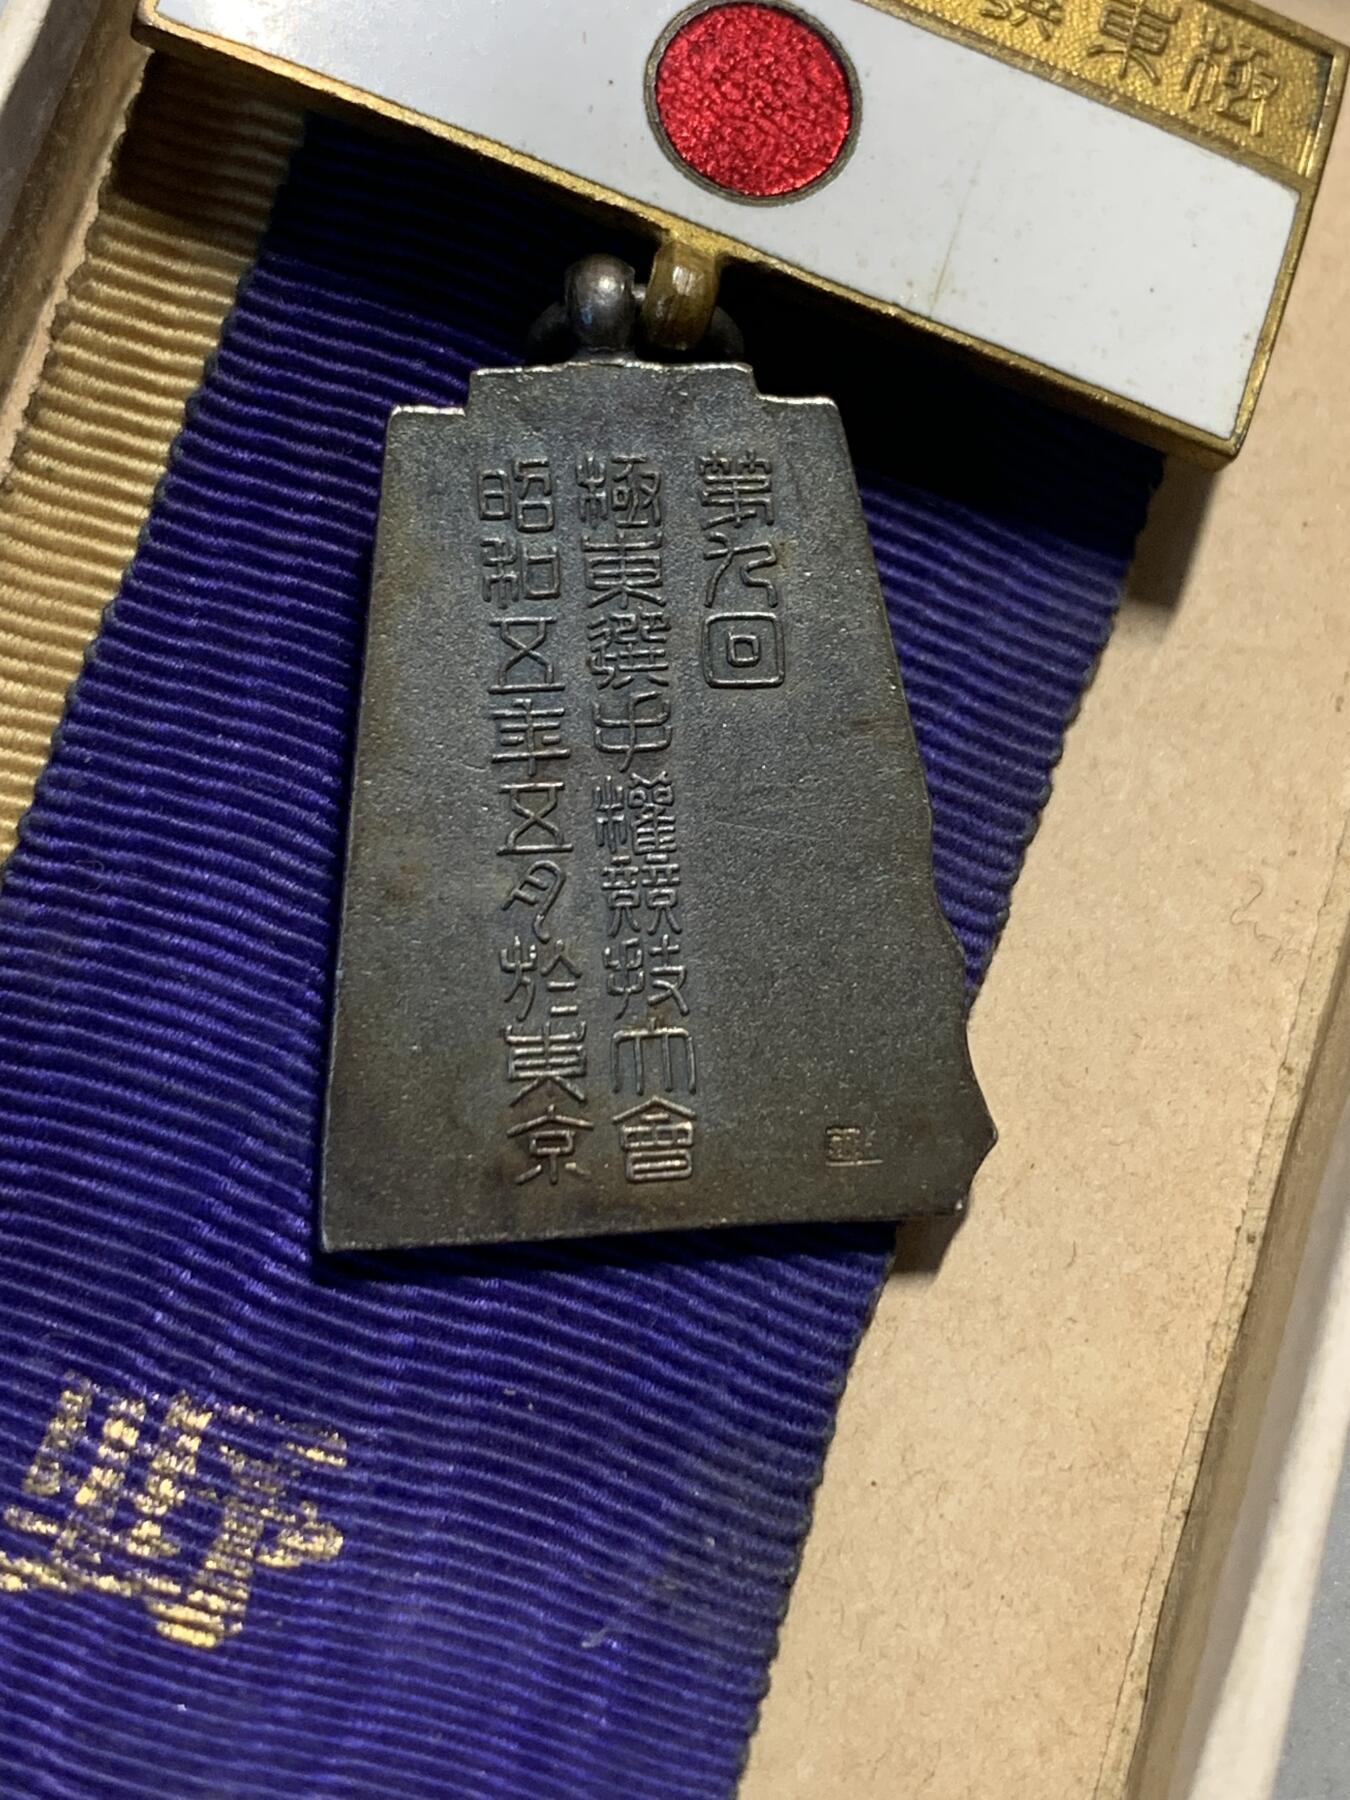 極東
第九回
極東選手權競技大會
昭和五年五月於東京